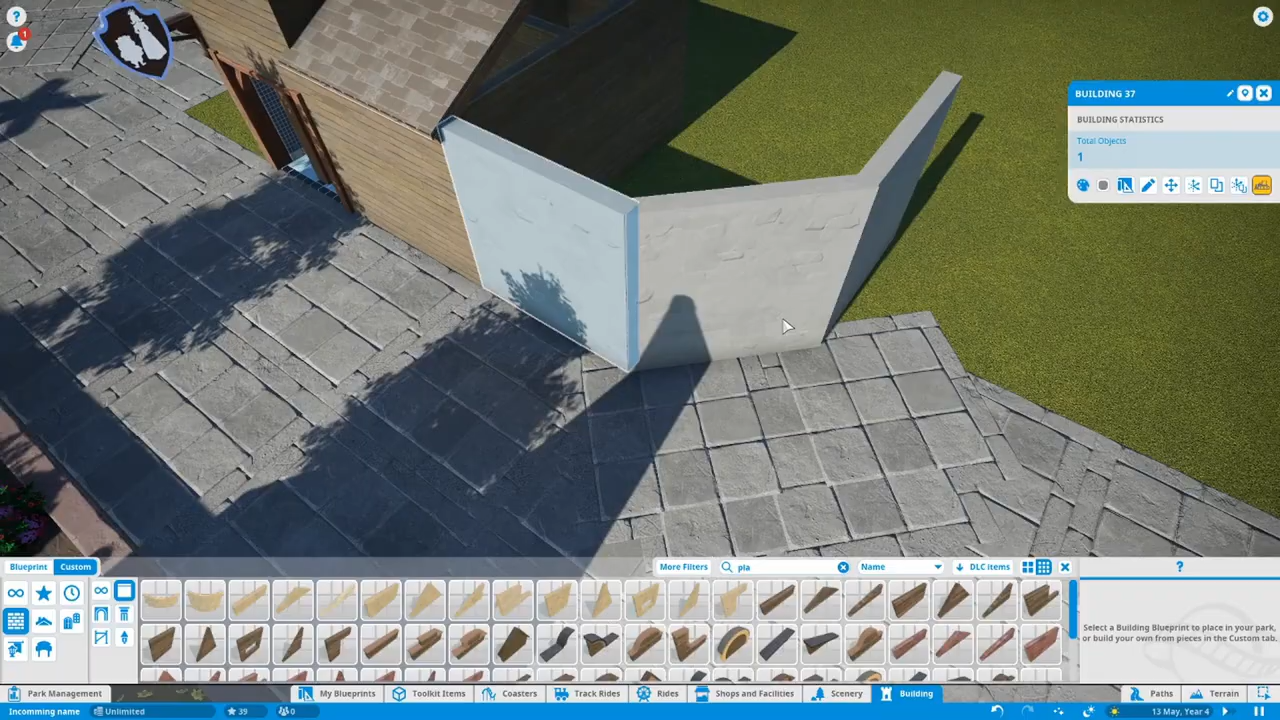 ?
1
BUILDING 37
BUILDING STATISTICS
Total Objects
1
Blueprint Custom
More Filters pla Name DLC items
?
Select a Building Blueprint to place in your park,
or build your own from pieces in the Custom tab.
Park Management My Blueprints Toolkit Items Coasters Track Rides Rides Shops and Facilities Scenery Building Paths Terrain
Incomming name Unlimited 39 0 13 May, Year 4